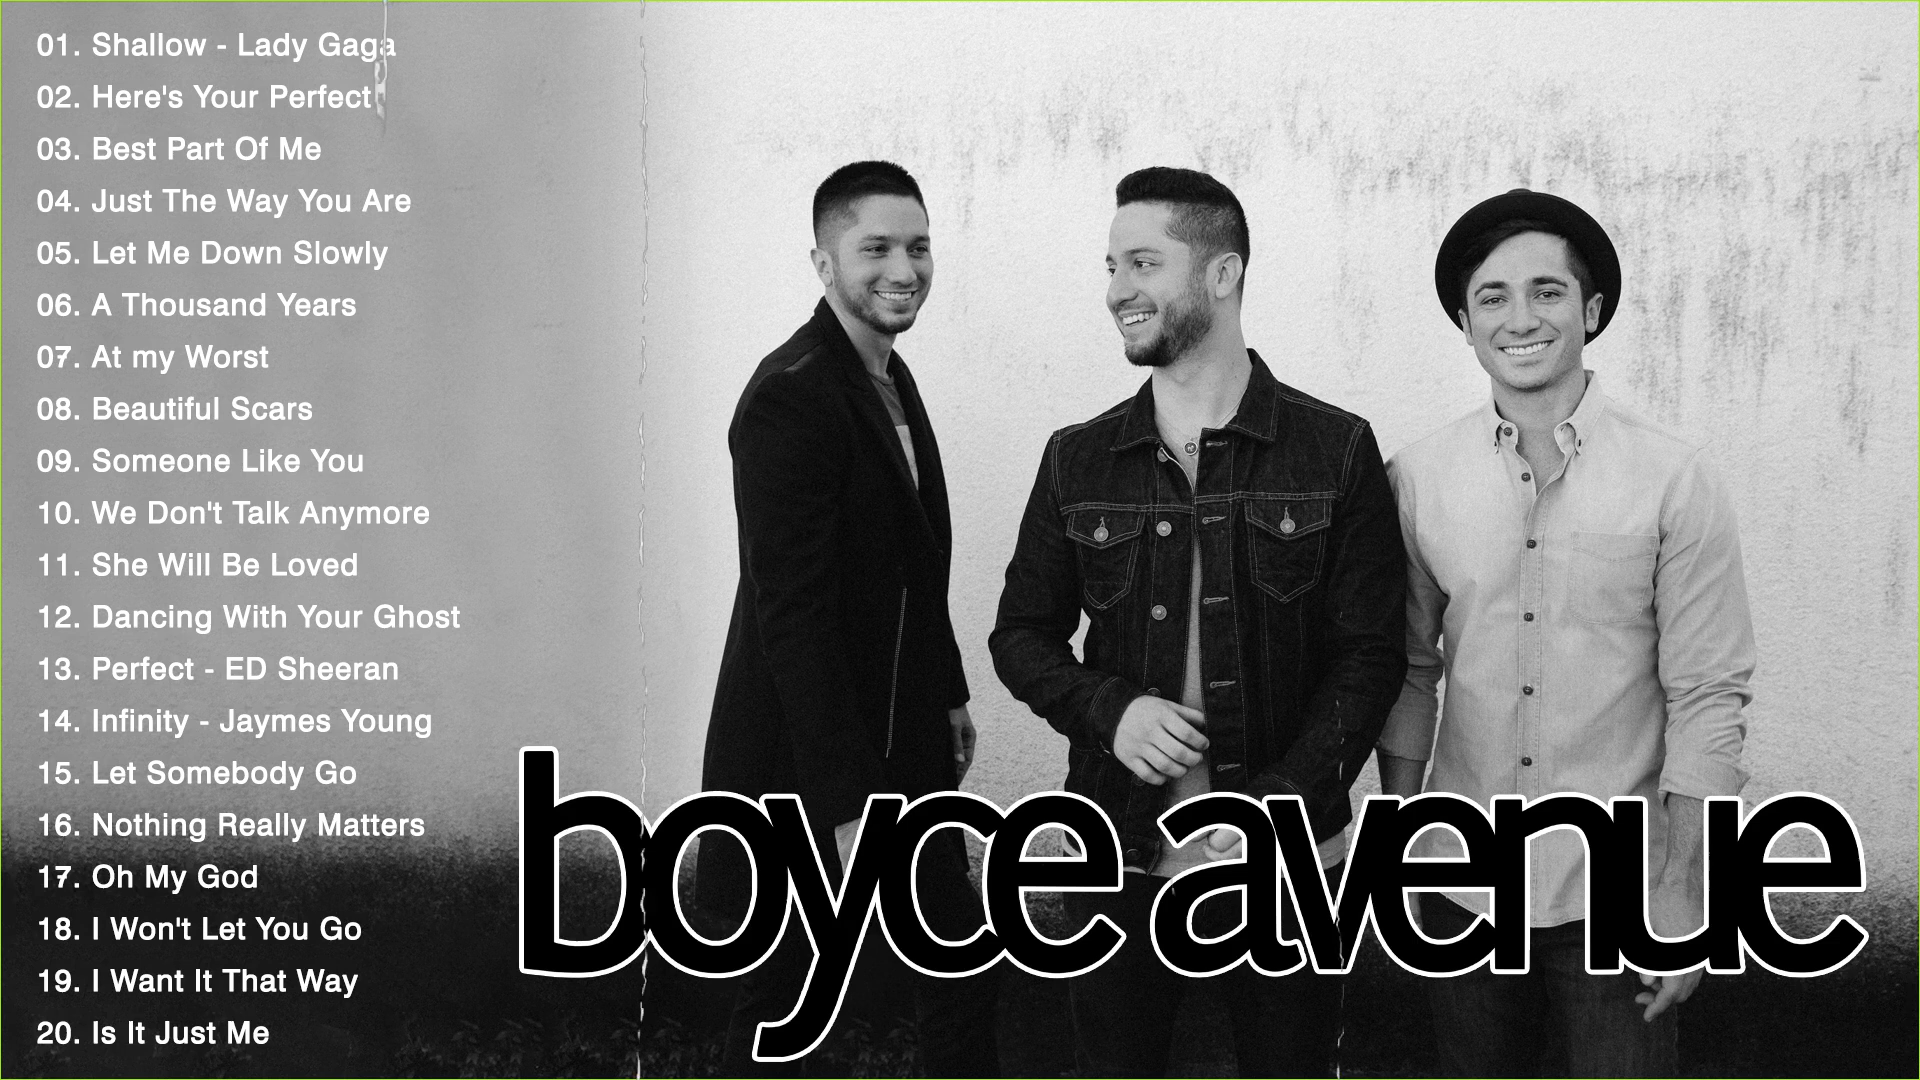 01. Shallow - Lady Gaga
02. Here's Your Perfect
03. Best Part Of Me
04. Just The Way You Are
05. Let Me Down Slowly
06. A Thousand Years
07. At my Worst
08. Beautiful Scars
09. Someone Like You
10. We Don't Talk Anymore
11. She Will Be Loved
12. Dancing With Your Ghost
13. Perfect - ED Sheeran
14. Infinity - Jaymes Young
15. Let Somebody Go
16. Nothing Really Matters
17. Oh My God
18. I Won't Let You Go
19. I Want It That Way
20. Is It Just Me
boyce avenue